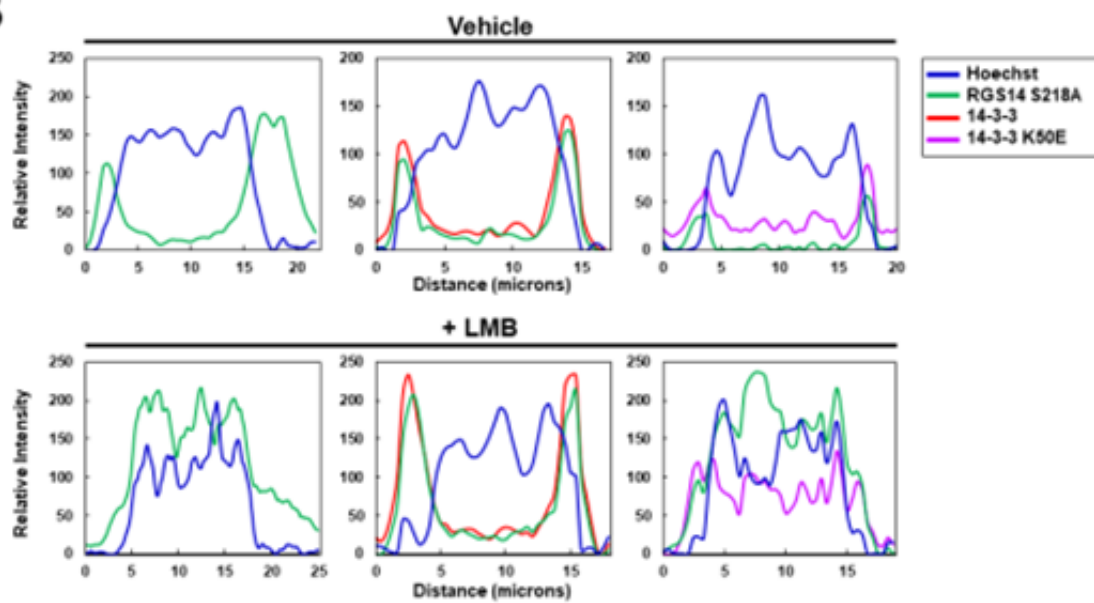 Vehicle
Relative Intensity
250
200
150
100
50
0
0 5 10 15 20
200
150
100
50
0
0 5 10 15
Distance (microns)
200
150
100
50
0
0 5 10 15 20
Hoechst
RGS14 S218A
14-3-3
14-3-3 K50E
+ LMB
Relative Intensity
250
200
150
100
50
0
0 5 10 15 20 25
250
200
150
100
50
0
0 5 10 15
Distance (microns)
250
200
150
100
50
0
0 5 10 15